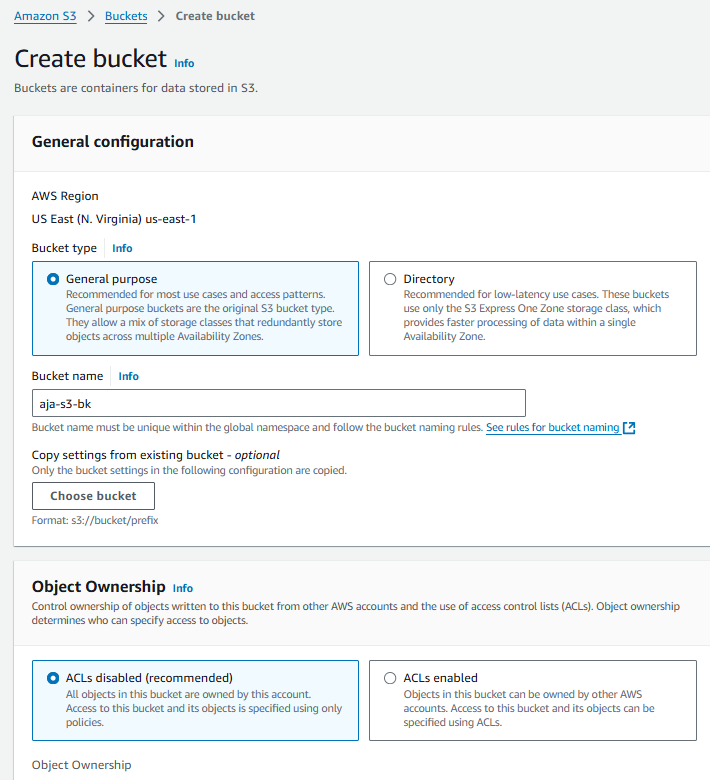 Amazon S3 > Buckets > Create bucket
Create bucket Info
Buckets are containers for data stored in S3.
General configuration
AWS Region
US East (N. Virginia) us-east-1
Bucket type Info
General purpose
Recommended for most use cases and access patterns.
General purpose buckets are the original S3 bucket type.
They allow a mix of storage classes that redundantly store
objects across multiple Availability Zones.
Directory
Recommended for low-latency use cases. These buckets
use only the S3 Express One Zone storage class, which
provides faster processing of data within a single
Availability Zone.
Bucket name Info
aja-s3-bk
Bucket name must be unique within the global namespace and follow the bucket naming rules. See rules for bucket naming
Copy settings from existing bucket - optional
Only the bucket settings in the following configuration are copied.
Choose bucket
Format: s3://bucket/prefix
Object Ownership Info
Control ownership of objects written to this bucket from other AWS accounts and the use of access control lists (ACLs). Object ownership
determines who can specify access to objects.
ACLs disabled (recommended)
All objects in this bucket are owned by this account.
Access to this bucket and its objects is specified using only
policies.
ACLs enabled
Objects in this bucket can be owned by other AWS
accounts. Access to this bucket and its objects can be
specified using ACLs.
Object Ownership